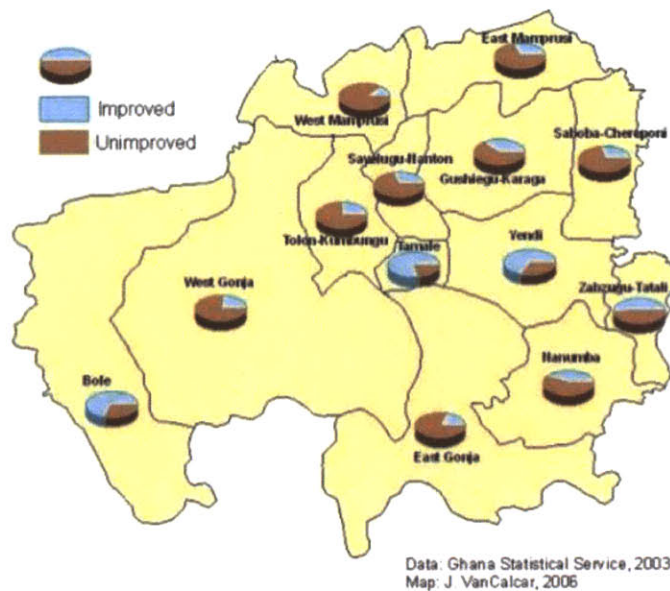 East Mamprusi
Improved
Unimproved
West Mamprusi
Saboba-Chereponi
Savelugu-Nanton
Gushiegu-Karaga
Tolon-Kumbungu
Tamale
Yendi
West Gonja
Zabzugu-Tatali
Bole
Nanumba
East Gonja
Data: Ghana Statistical Service, 2003
Map: J. VanCalcar, 2006